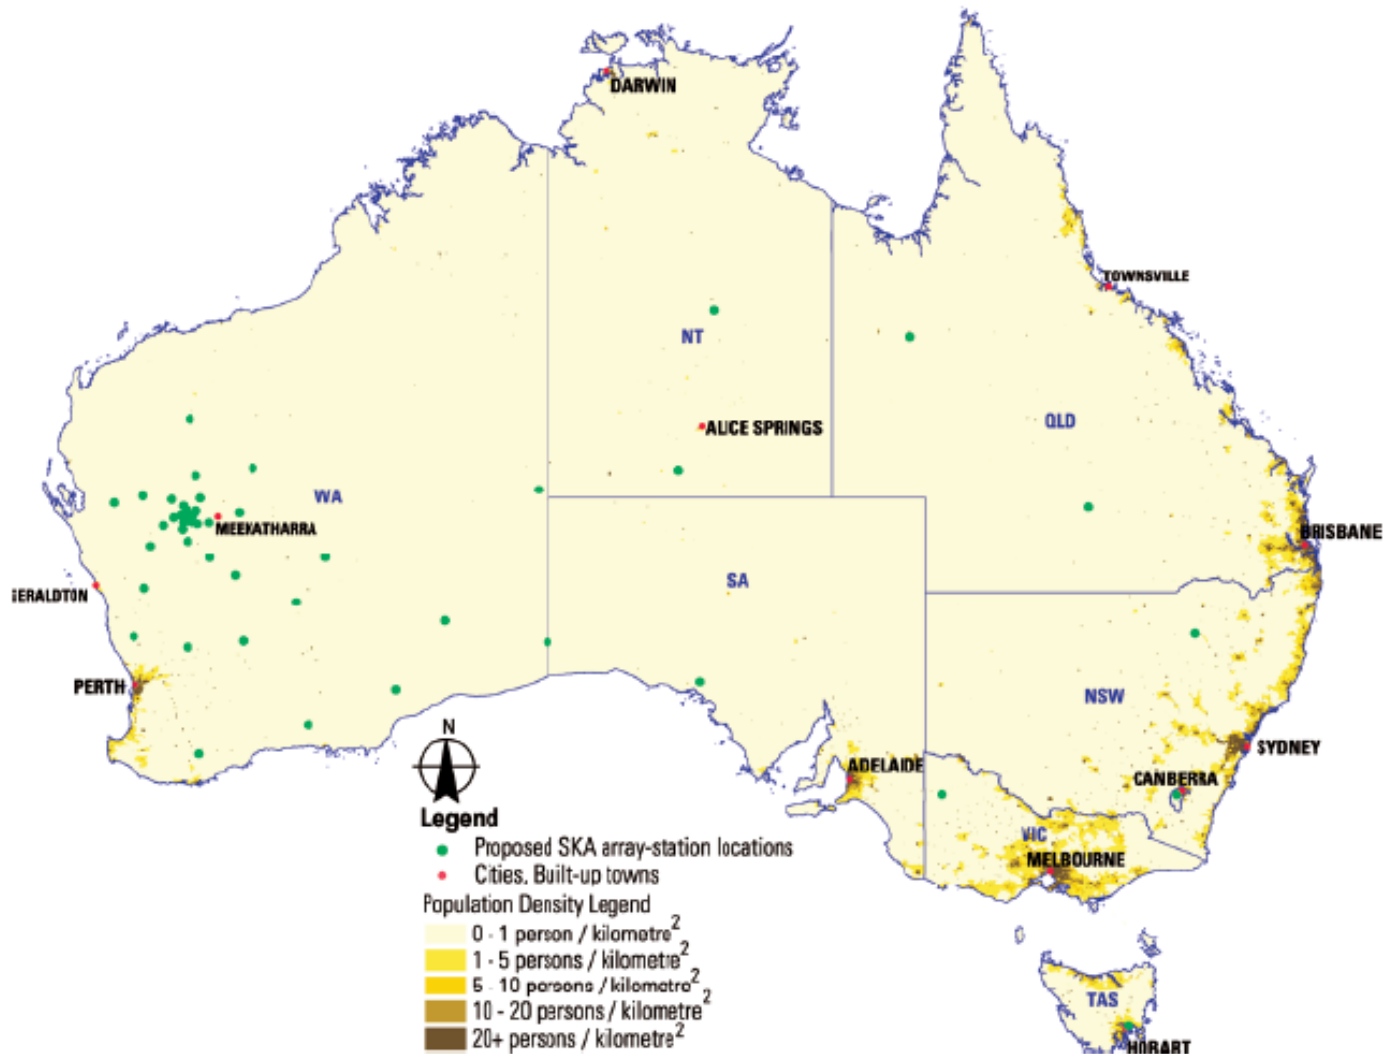 DARWIN
TOWNSVILLE
NT
ALICE SPRINGS
QLD
WA
MEEKATHARRA
BRISBANE
SA
ERALDTON
PERTH
NSW
N
SYDNEY
ADELAIDE
CANBERRA
Legend
VIC
Proposed SKA array-station locations
MELBOURNE
Cities, Built-up towns
Population Density Legend
0 - 1 person / kilometre²
1 - 5 persons / kilometre²
5 - 10 persons / kilometre²
10 - 20 persons / kilometre²
TAS
20+ persons / kilometre²
HOBART